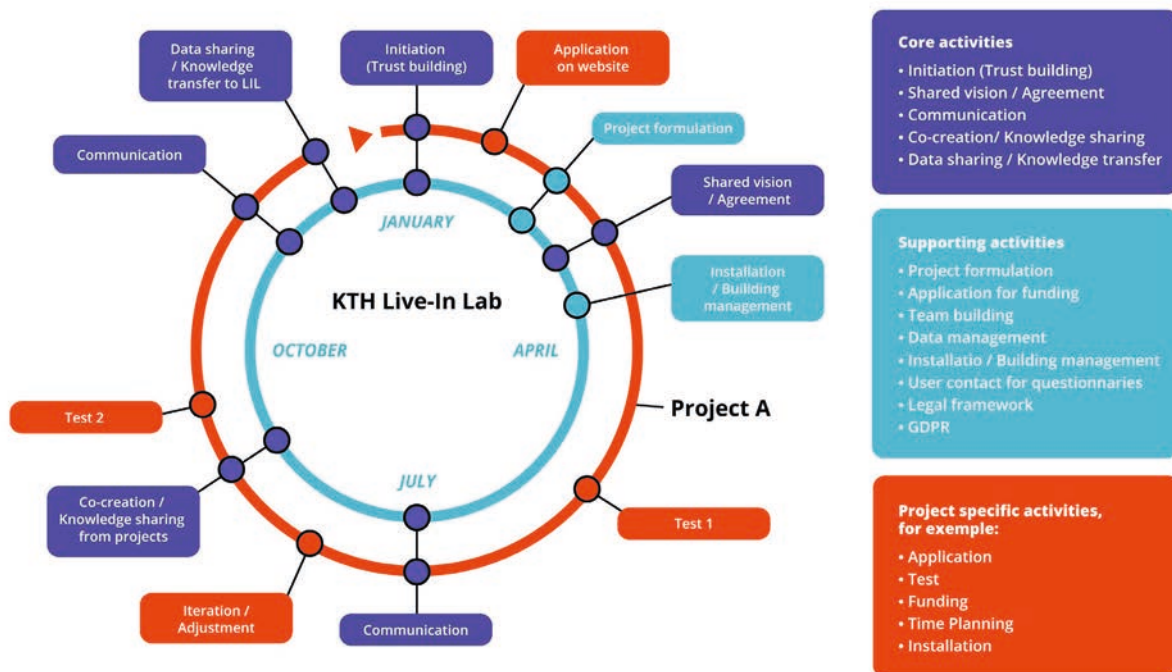 Data sharing
/ Knowledge
transfer to LIL
Initiation
(Trust building)
Application
on website
Project formulation
Communication
Shared vision
/ Agreement
JANUARY
Installation
/ Buillding
management
KTH Live-In Lab
OCTOBER
APRIL
Project A
Test 2
JULY
Co-creation /
Knowledge sharing
from projects
Test 1
Iteration /
Adjustment
Communication
Core activities
• Initiation (Trust building)
• Shared vision / Agreement
• Communication
• Co-creation/ Knowledge sharing
• Data sharing / Knowledge transfer
Supporting activities
• Project formulation
• Application for funding
• Team building
• Data management
• Installatio / Building management
• User contact for questionnaries
• Legal framework
• GDPR
Project specific activities,
for exemple:
• Application
• Test
• Funding
• Time Planning
• Installation